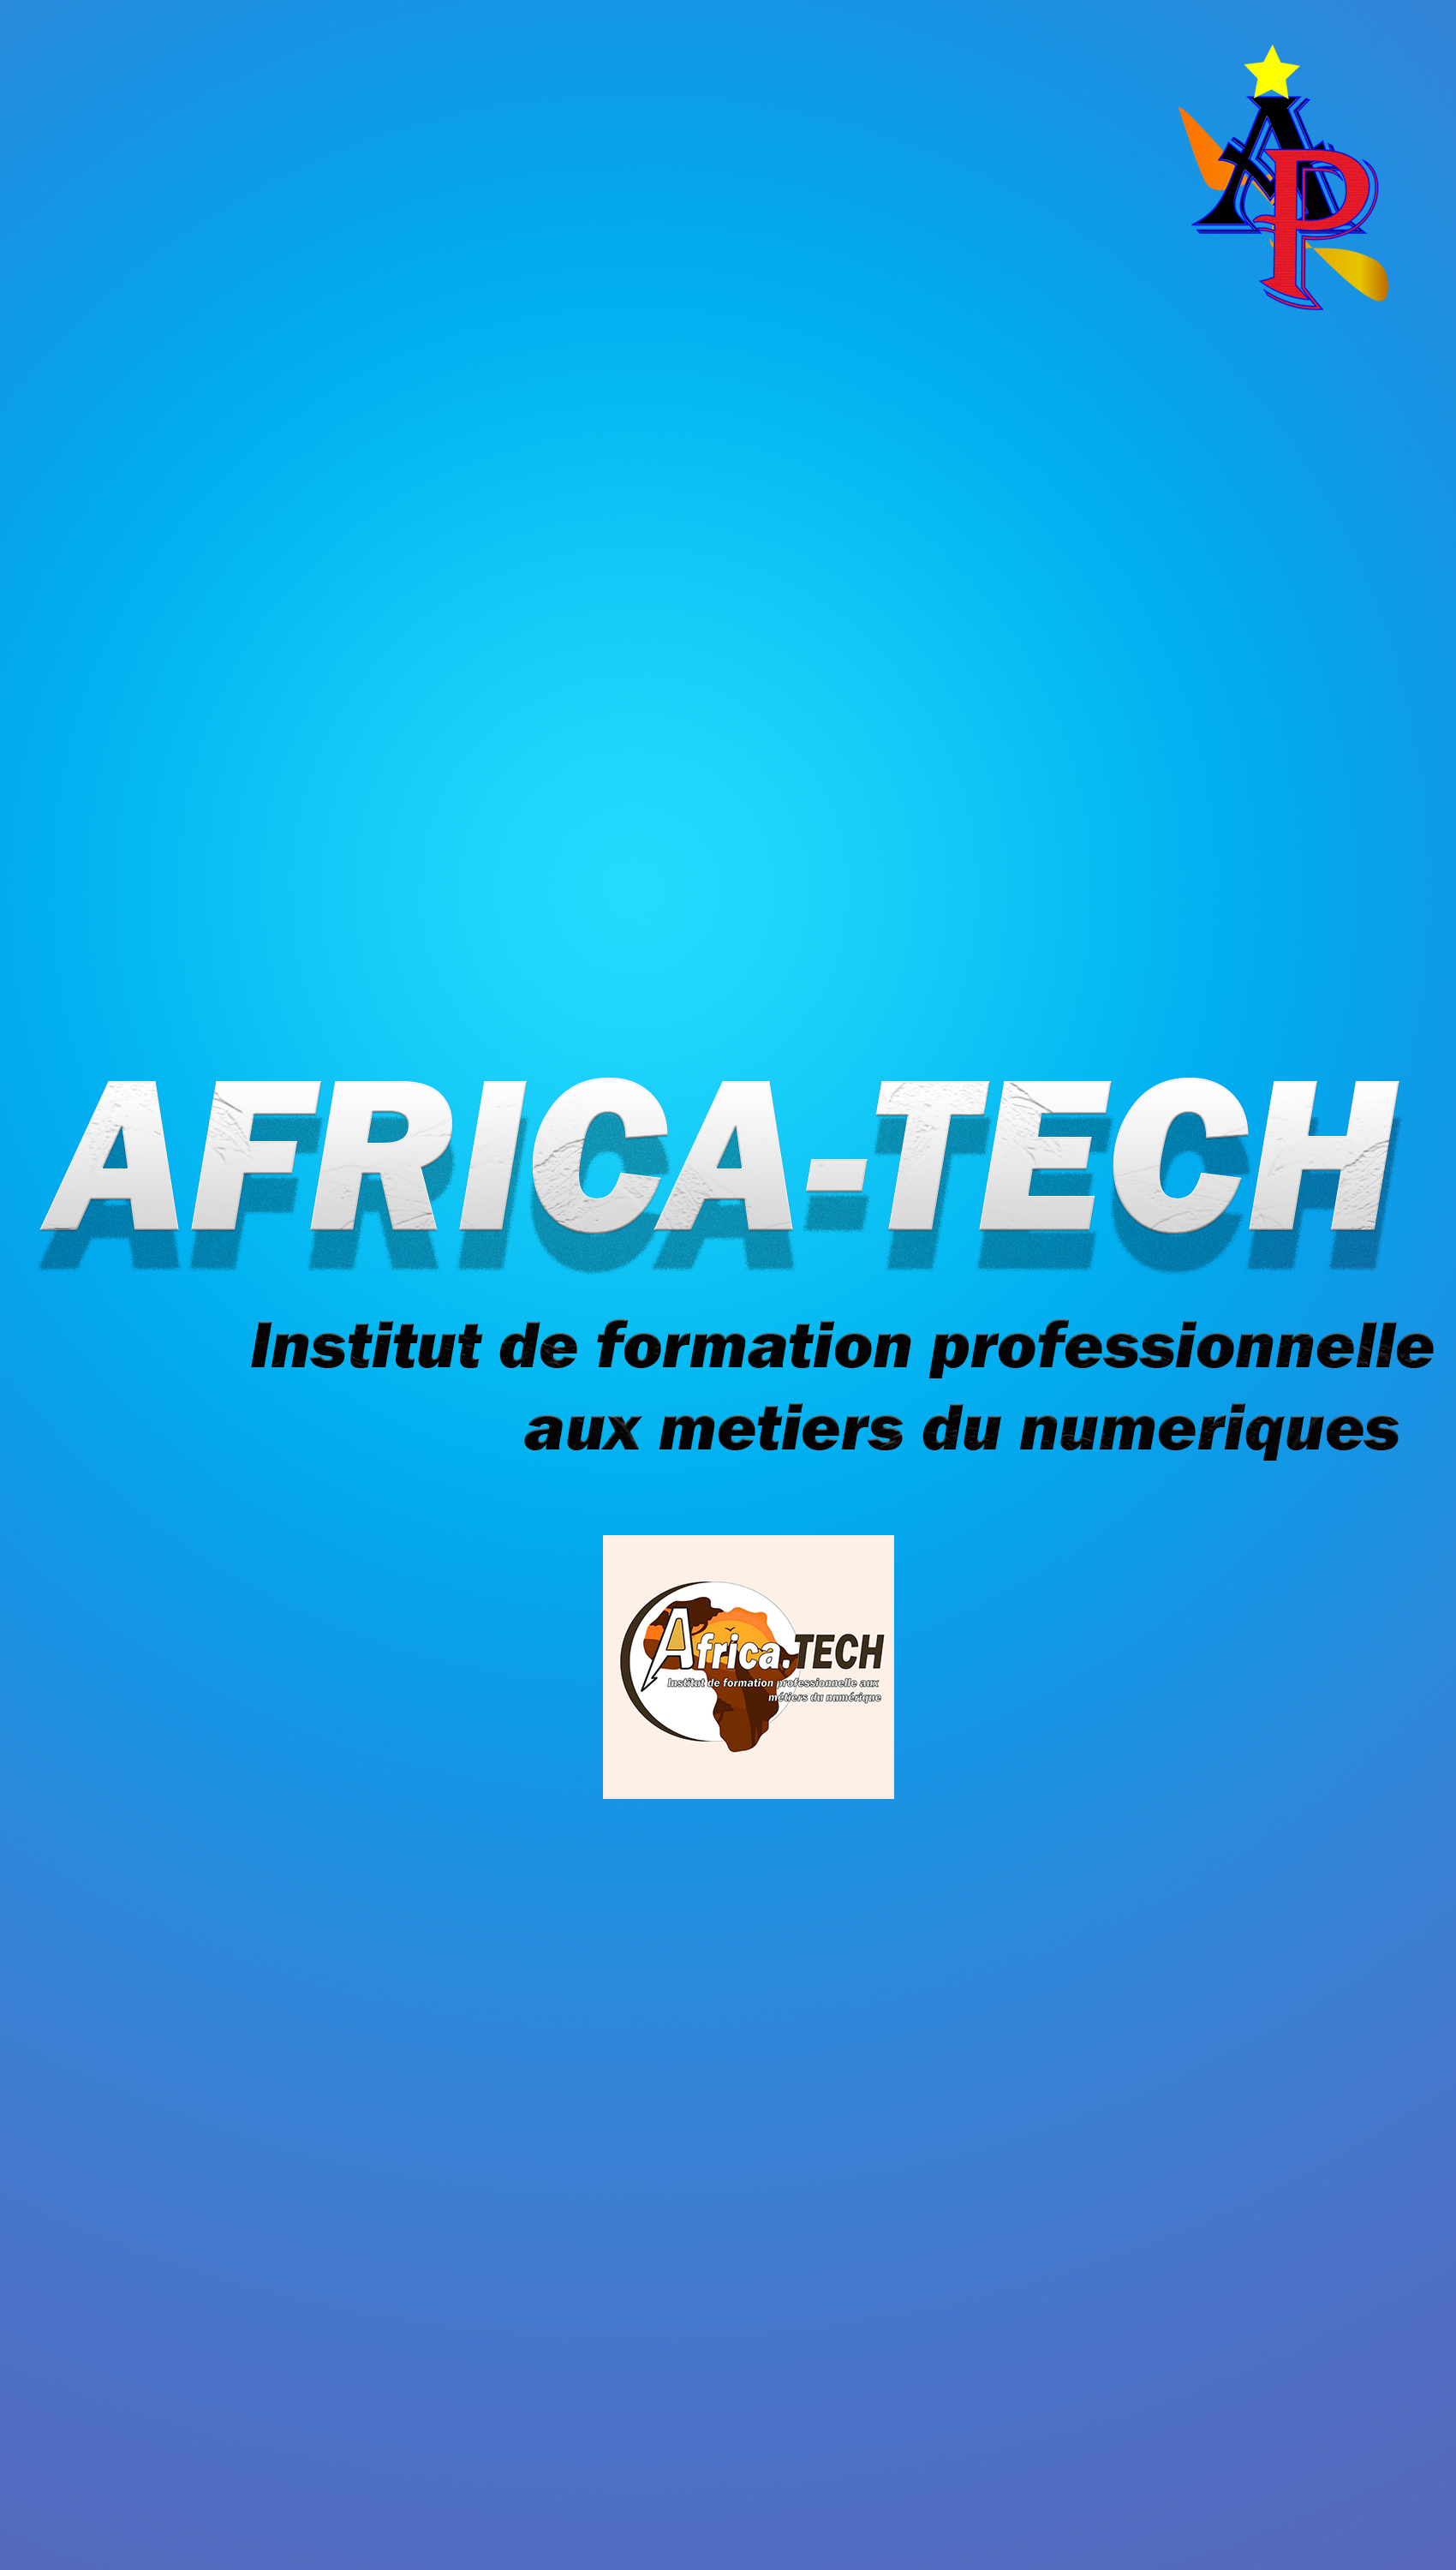 AP
AFRICA-TECH
Institut de formation professionnelle
aux metiers du numeriques
Africa.TECH
Institut de formation professionnelle aux
métiers du numérique